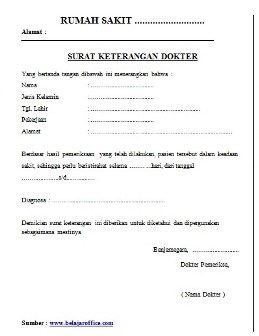 RUMAH SAKIT ...........................
Alamat :
SURAT KETERANGAN DOKTER
Yang bertanda tangan dibawah ini menerangkan bahwa :
Nama :.................................
Jenis Kelamin :.................................
Tgl. Lahir :..........................................
Pekerjaan :.................................
Alamat :..........................................
Berdasar hasil pemeriksaan yang telah dilakukan, pasien tersebut dalam keadaan
sakit, sehingga perlu beristirahat selama ......... hari, dari tanggal
...................s/d...............
Diagnosa : .......................................
Demikian surat keterangan ini diberikan untuk diketahui dan dipergunakan
sebagaimana mestinya
Banjarnegara, ...............
Dokter Pemeriksa,
( Nama Dokter )
Sumber : www.belajaroffice.com